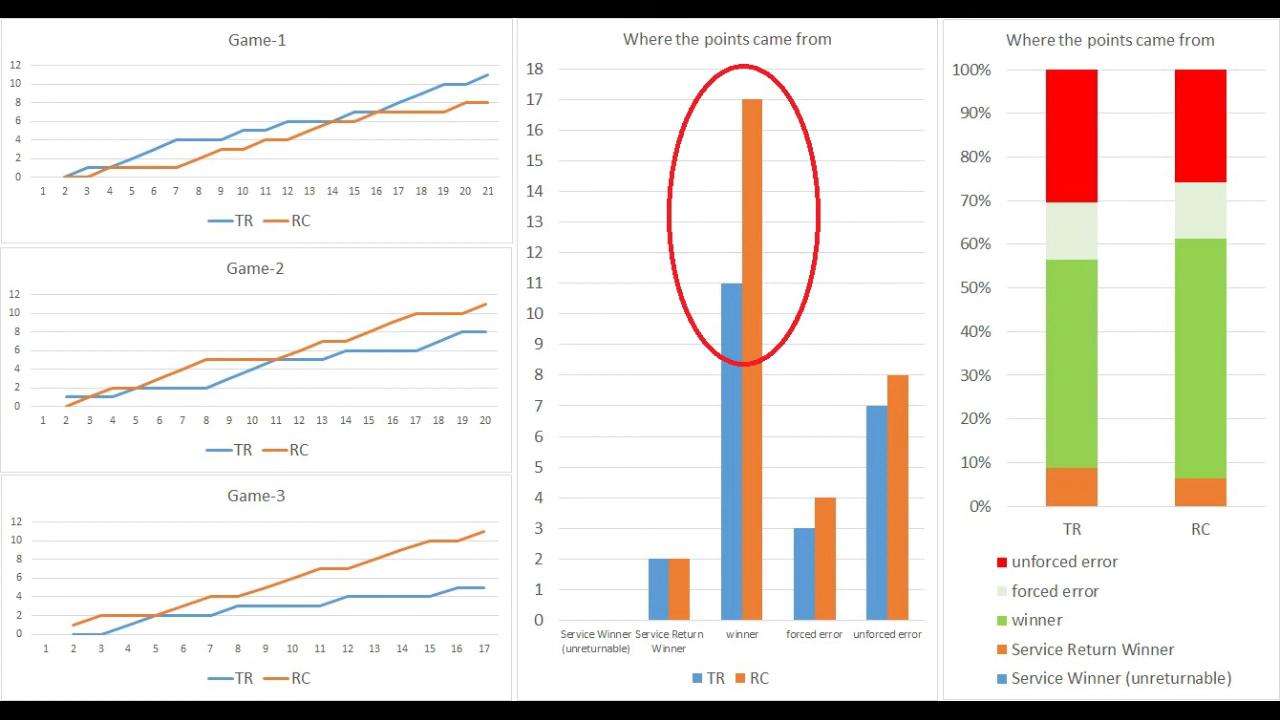 Game-1
12
10
8
6
4
2
0
1 2 3 4 5 6 7 8 9 10 11 12 13 14 15 16 17 18 19 20 21
TR RC
Game-2
12
10
8
6
4
2
0
1 2 3 4 5 6 7 8 9 10 11 12 13 14 15 16 17 18 19 20
TR RC
Game-3
12
10
8
6
4
2
0
1 2 3 4 5 6 7 8 9 10 11 12 13 14 15 16 17
TR RC
Where the points came from
18
17
16
15
14
13
12
11
10
9
8
7
6
5
4
3
2
1
0
Service Winner Service Return winner forced error unforced error
(unreturnable) Winner
TR RC
Where the points came from
100%
90%
80%
70%
60%
50%
40%
30%
20%
10%
0%
TR RC
unforced error
forced error
winner
Service Return Winner
Service Winner (unreturnable)